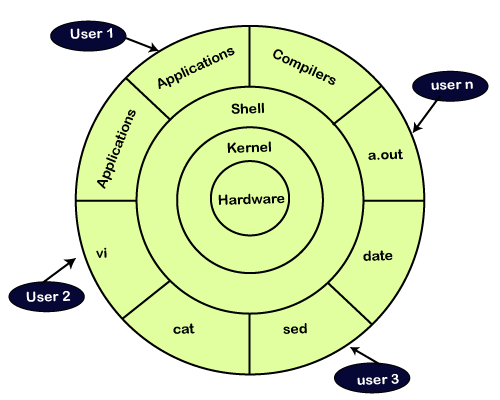 User 1
Applications
Compilers
user n
Shell
Applications
Kernel
a.out
Hardware
vi
date
User 2
cat
sed
user 3